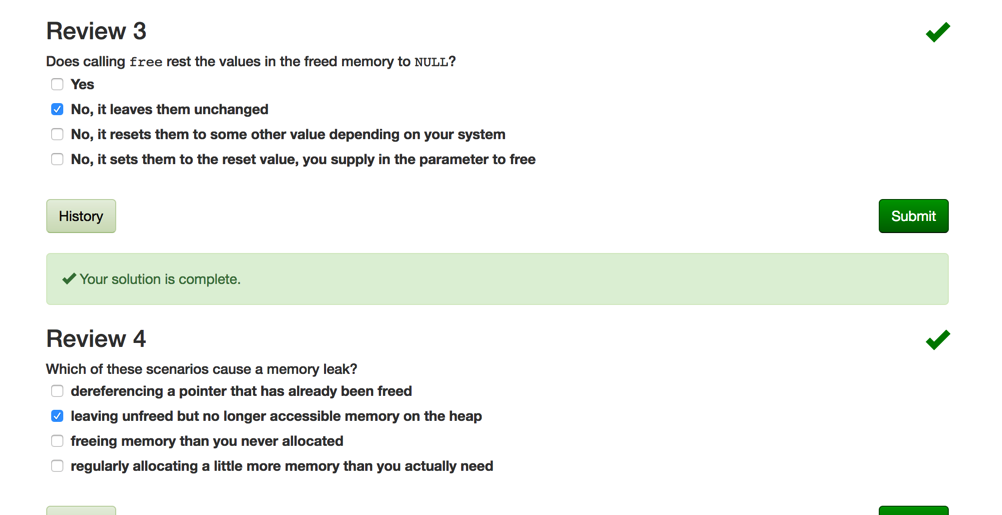 Review 3
Does calling free rest the values in the freed memory to NULL?
Yes
No, it leaves them unchanged
No, it resets them to some other value depending on your system
No, it sets them to the reset value, you supply in the parameter to free
History
Submit
Your solution is complete.
Review 4
Which of these scenarios cause a memory leak?
dereferencing a pointer that has already been freed
leaving unfreed but no longer accessible memory on the heap
freeing memory than you never allocated
regularly allocating a little more memory than you actually need